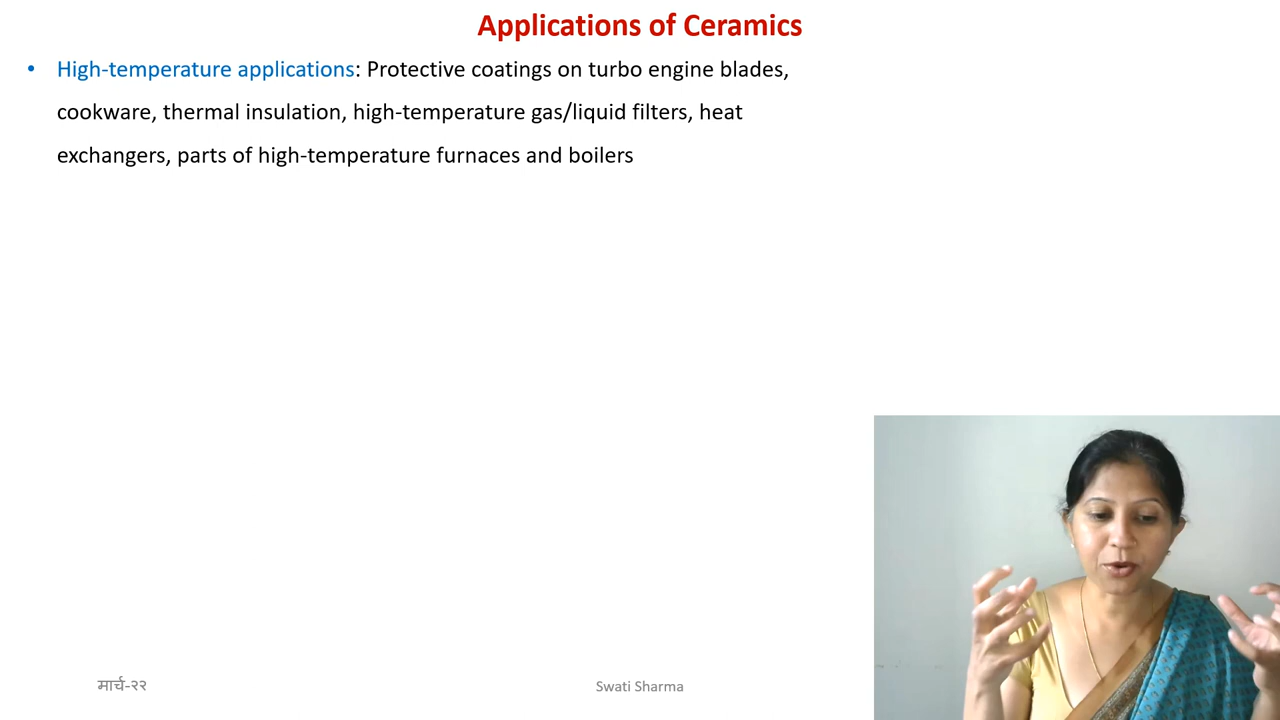 Applications of Ceramics
• High-temperature applications: Protective coatings on turbo engine blades,
cookware, thermal insulation, high-temperature gas/liquid filters, heat
exchangers, parts of high-temperature furnaces and boilers
मार्च-२२
Swati Sharma